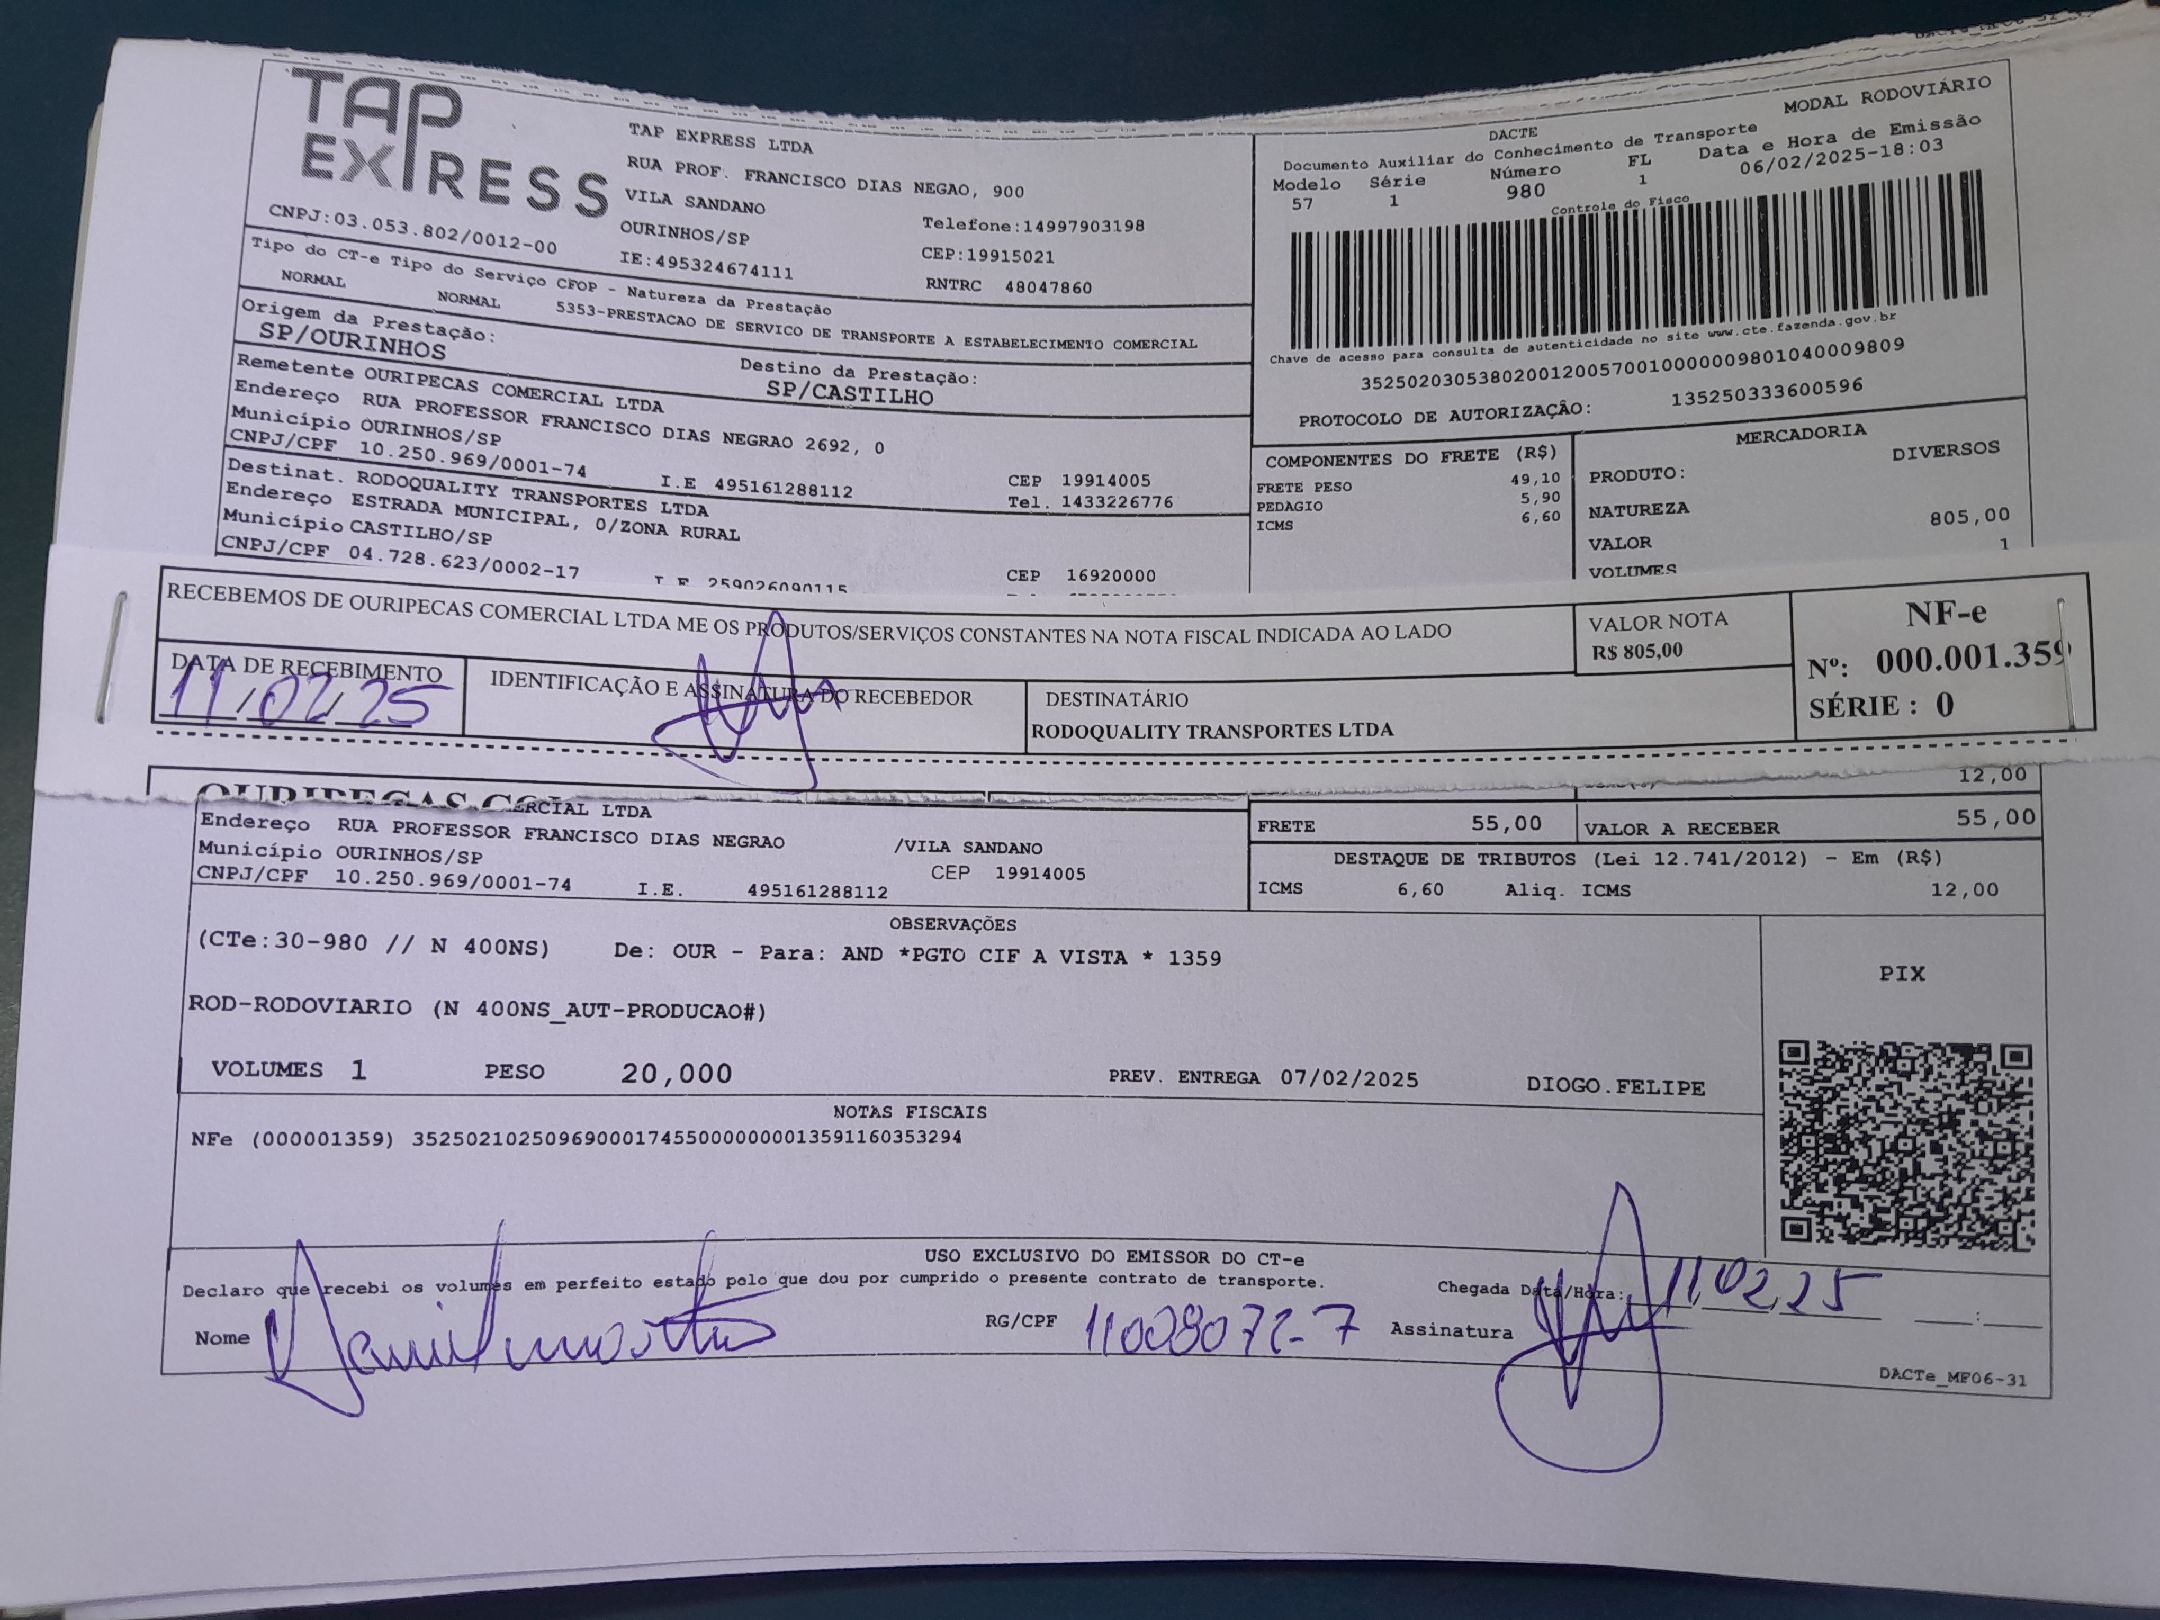 TAP
EXPRESS
TAP EXPRESS LTDA
RUA PROF. FRANCISCO DIAS NEGAO, 900
VILA SANDANO
OURINHOS/SP
Telefone:14997903198
CNPJ:03.053.802/0012-00
IE:495324674111
CEP:19915021
RNTRC 48047860
MODAL RODOVIÁRIO
DACTE
Documento Auxiliar do Conhecimento de Transporte
Modelo Série Número FL Data e Hora de Emissão
57 1 980 1 06/02/2025-18:03
Controle do Fisco
Chave de acesso para consulta de autenticidade no site www.cte.fazenda.gov.br
35250203053802001200570010000009801040009809
PROTOCOLO DE AUTORIZAÇÃO: 135250333600596
Tipo do CT-e Tipo do Serviço CFOP - Natureza da Prestação
NORMAL NORMAL 5353-PRESTACAO DE SERVICO DE TRANSPORTE A ESTABELECIMENTO COMERCIAL
Origem da Prestação: Destino da Prestação:
SP/OURINHOS SP/CASTILHO
Remetente OURIPECAS COMERCIAL LTDA
Endereço RUA PROFESSOR FRANCISCO DIAS NEGRAO 2692, 0
Município OURINHOS/SP CEP 19914005
CNPJ/CPF 10.250.969/0001-74 I.E 495161288112 Tel. 1433226776
Destinat. RODOQUALITY TRANSPORTES LTDA
Endereço ESTRADA MUNICIPAL, 0/ZONA RURAL
Município CASTILHO/SP CEP 16920000
CNPJ/CPF 04.728.623/0002-17 I E 259026090115
COMPONENTES DO FRETE (R$)
FRETE PESO 49,10
PEDAGIO 5,90
ICMS 6,60
MERCADORIA
PRODUTO: DIVERSOS
NATUREZA
VALOR 805,00
VOLUMES 1
RECEBEMOS DE OURIPECAS COMERCIAL LTDA ME OS PRODUTOS/SERVIÇOS CONSTANTES NA NOTA FISCAL INDICADA AO LADO
VALOR NOTA
R$ 805,00
NF-e
Nº: 000.001.359
SÉRIE : 0
DATA DE RECEBIMENTO
11/02/25
IDENTIFICAÇÃO E ASSINATURA DO RECEBEDOR
DESTINATÁRIO
RODOQUALITY TRANSPORTES LTDA
12,00
ERCIAL LTDA
Endereço RUA PROFESSOR FRANCISCO DIAS NEGRAO /VILA SANDANO
Município OURINHOS/SP CEP 19914005
CNPJ/CPF 10.250.969/0001-74 I.E. 495161288112
FRETE 55,00 VALOR A RECEBER 55,00
DESTAQUE DE TRIBUTOS (Lei 12.741/2012) - Em (R$)
ICMS 6,60 Aliq. ICMS 12,00
OBSERVAÇÕES
(CTe:30-980 // N 400NS) De: OUR - Para: AND *PGTO CIF A VISTA * 1359
ROD-RODOVIARIO (N 400NS_AUT-PRODUCAO#)
PIX
VOLUMES 1 PESO 20,000 PREV. ENTREGA 07/02/2025 DIOGO.FELIPE
NOTAS FISCAIS
NFe (000001359) 35250210250969000174550000000013591160353294
USO EXCLUSIVO DO EMISSOR DO CT-e
Declaro que recebi os volumes em perfeito estado pelo que dou por cumprido o presente contrato de transporte.
Chegada Data/Hora: 11.02.25
Nome
RG/CPF 11009072-7
Assinatura
DACTe_MF06-31